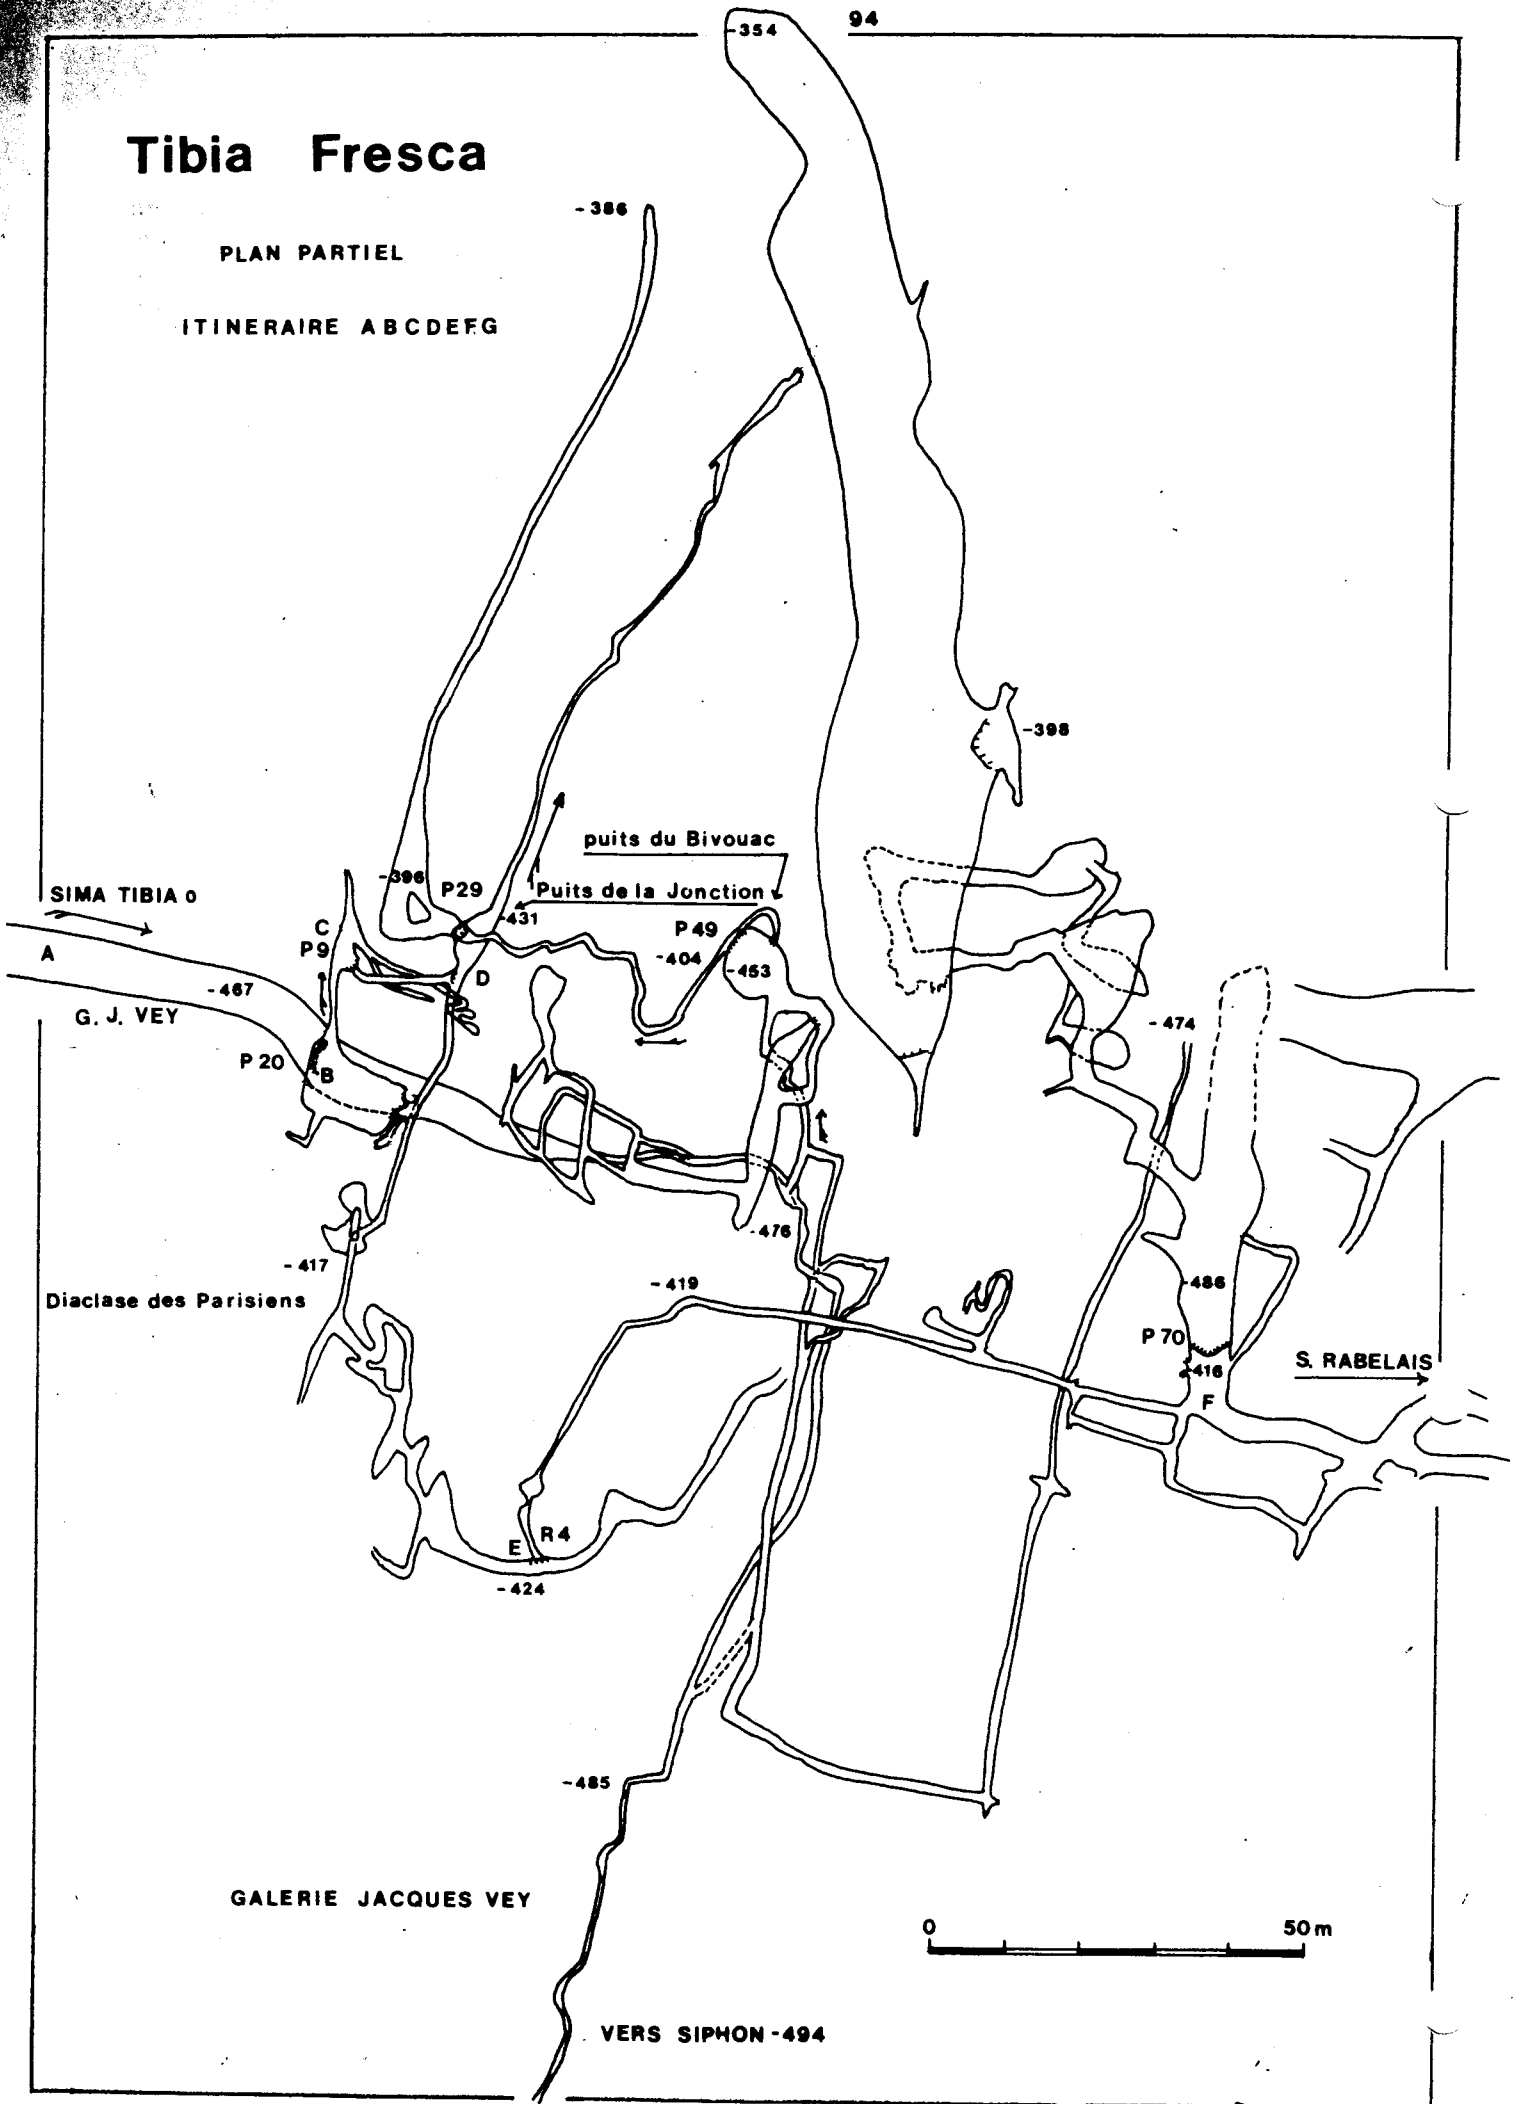 94
-354
Tibia Fresca
-386
PLAN PARTIEL
ITINERAIRE ABCDEFG
-398
puits du Bivouac
-396
P29
Puits de la Jonction
SIMA TIBIA 0
-431
C
P9
P49
A
-404
-453
D
-467
G. J. VEY
-474
P 20
B
-476
-417
-419
-486
Diaclase des Parisiens
P 70
S. RABELAIS
-416
F
E
R4
-424
-485
GALERIE JACQUES VEY
0 50m
VERS SIPHON -494